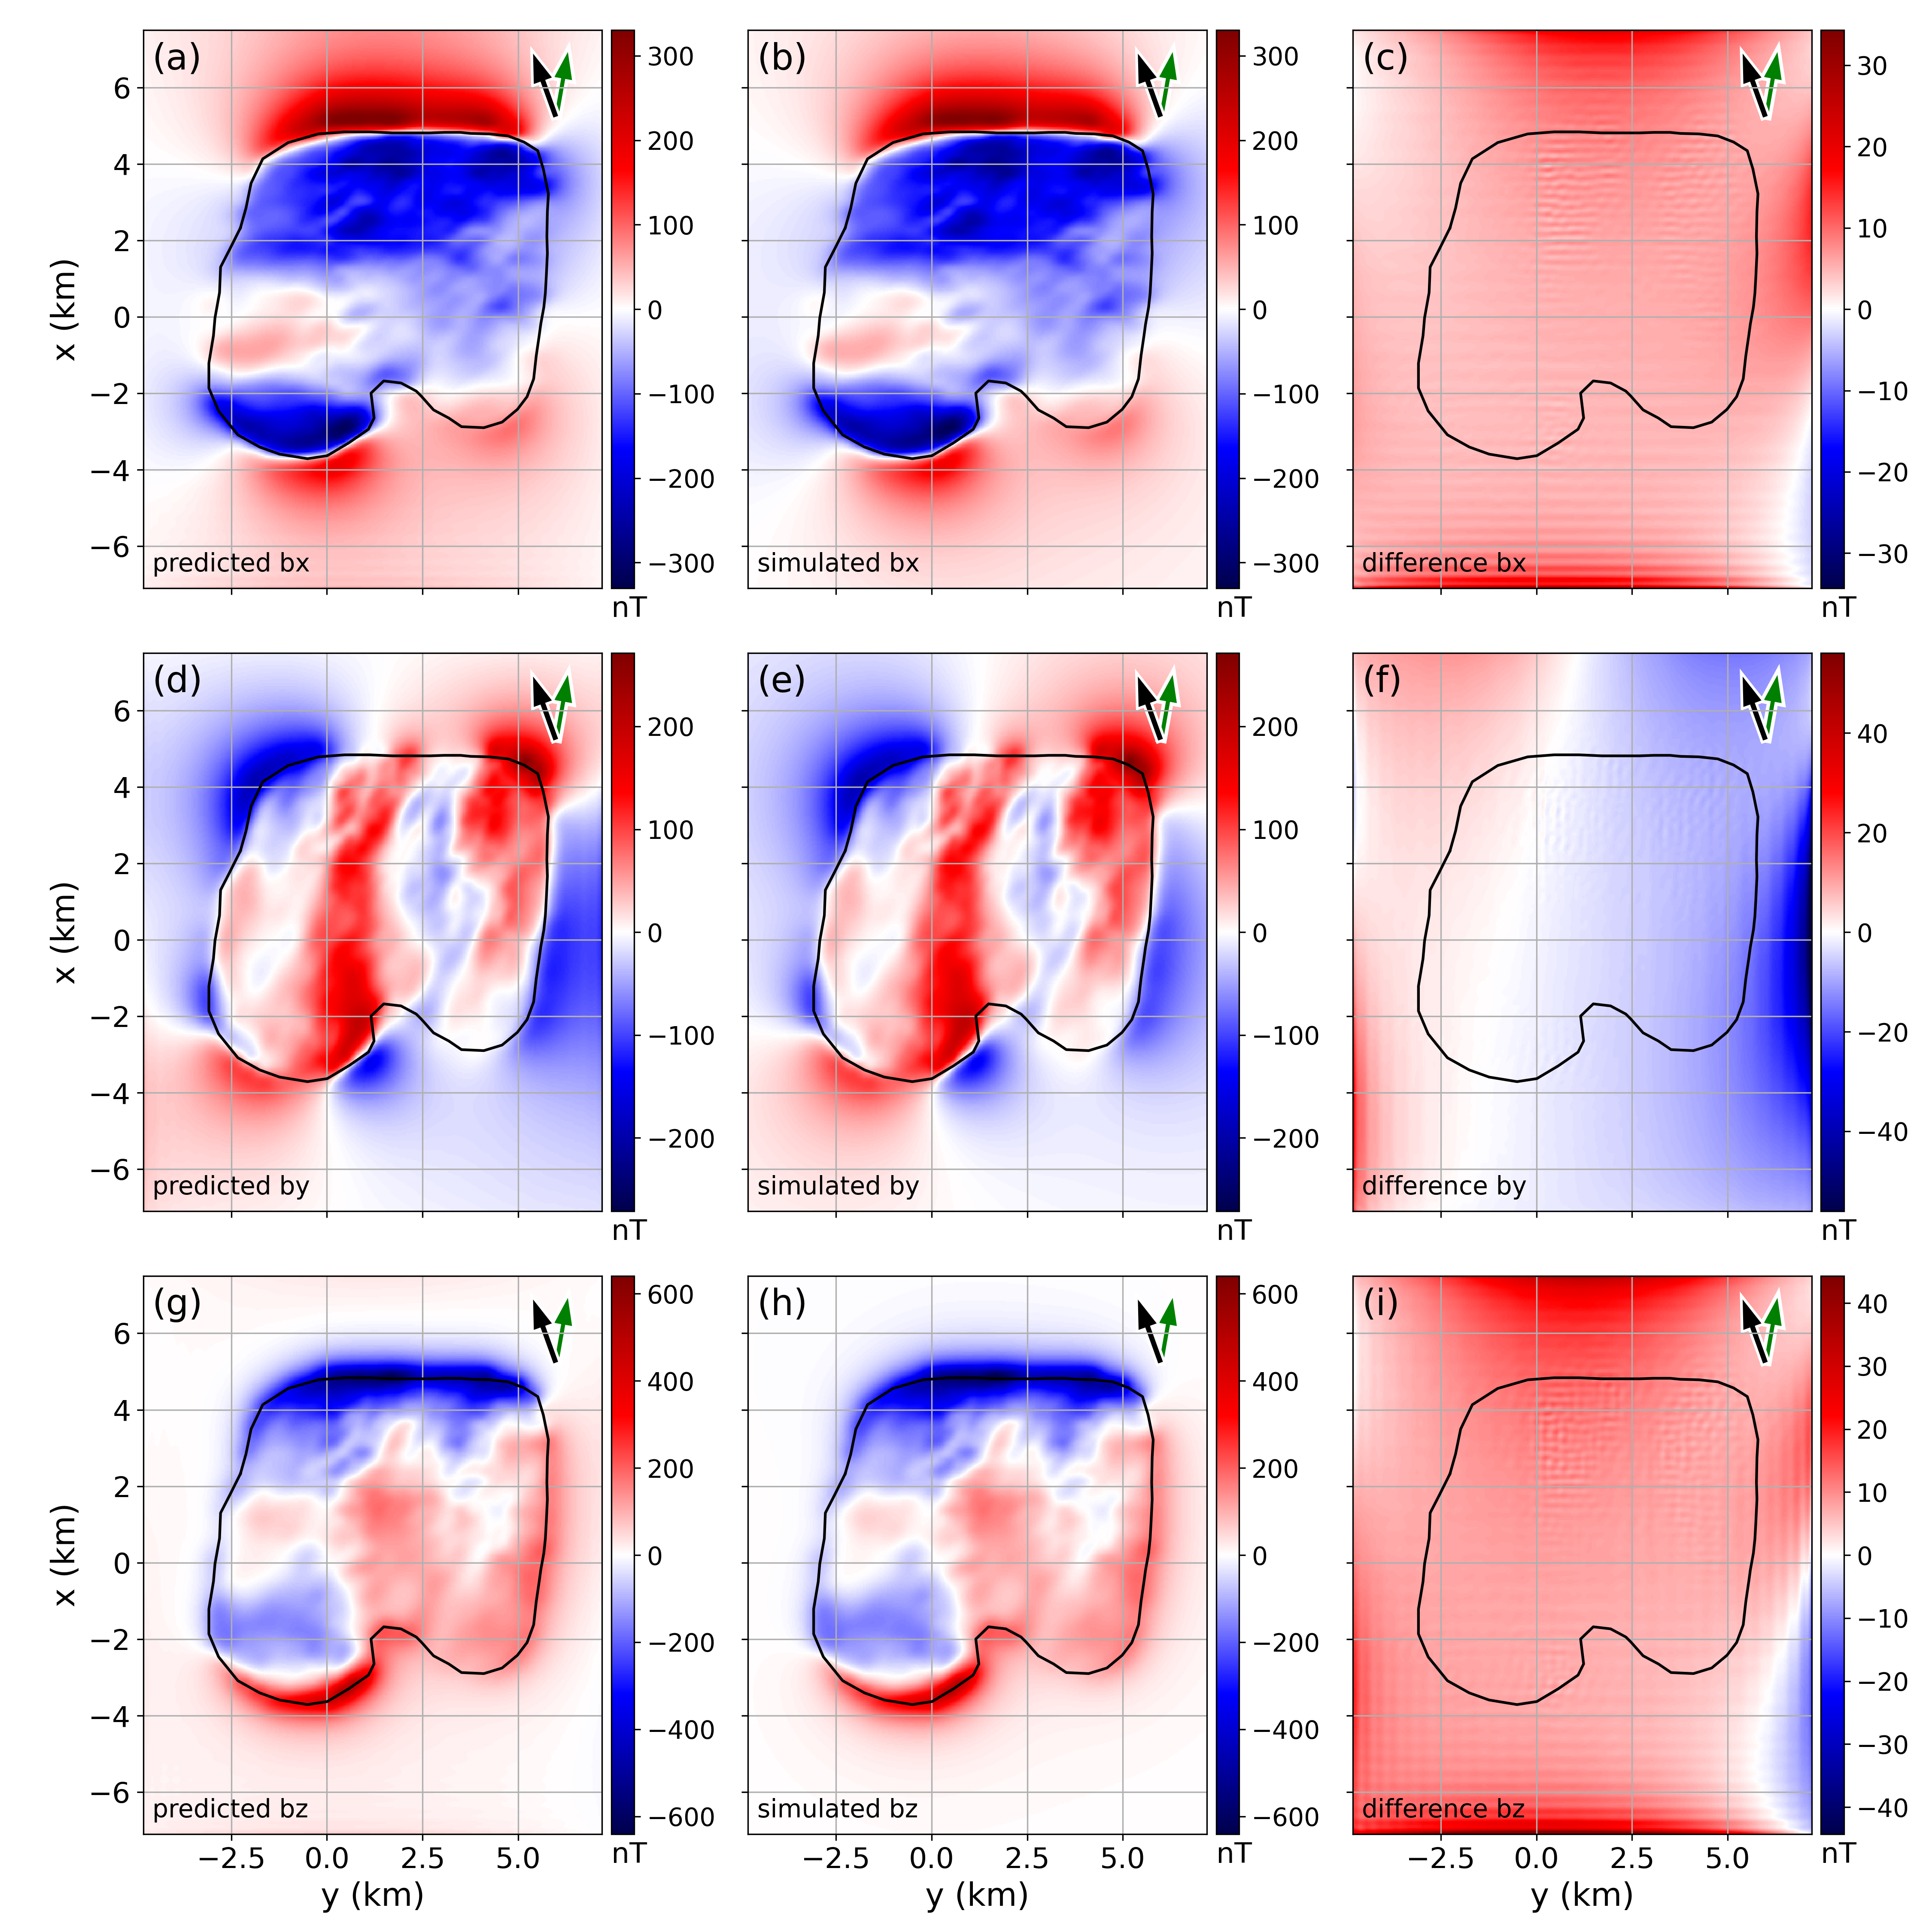 (a)
predicted bx
x (km)
6
4
2
0
−2
−4
−6
300
200
100
0
−100
−200
−300
nT
(b)
simulated bx
300
200
100
0
−100
−200
−300
nT
(c)
difference bx
30
20
10
0
−10
−20
−30
nT
(d)
predicted by
x (km)
6
4
2
0
−2
−4
−6
200
100
0
−100
−200
nT
(e)
simulated by
200
100
0
−100
−200
nT
(f)
difference by
40
20
0
−20
−40
nT
(g)
predicted bz
x (km)
6
4
2
0
−2
−4
−6
−2.5 0.0 2.5 5.0
y (km)
600
400
200
0
−200
−400
−600
nT
(h)
simulated bz
−2.5 0.0 2.5 5.0
y (km)
600
400
200
0
−200
−400
−600
nT
(i)
difference bz
−2.5 0.0 2.5 5.0
y (km)
40
30
20
10
0
−10
−20
−30
−40
nT